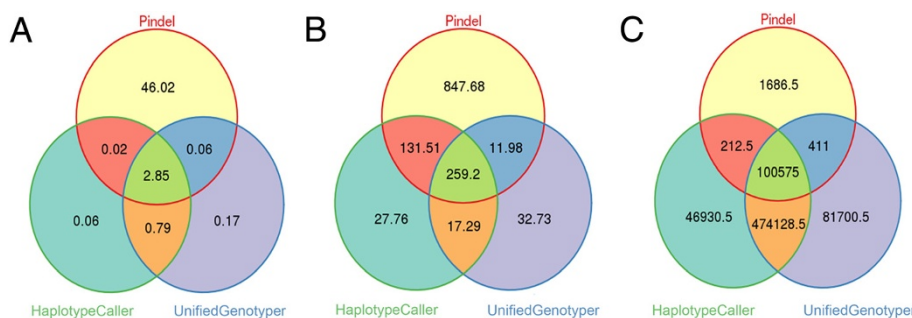 A
Pindel
46.02
0.02
0.06
2.85
0.06
0.79
0.17
HaplotypeCaller
UnifiedGenotyper
B
Pindel
847.68
131.51
11.98
259.2
27.76
17.29
32.73
HaplotypeCaller
UnifiedGenotyper
C
Pindel
1686.5
212.5
411
100575
46930.5
474128.5
81700.5
HaplotypeCaller
UnifiedGenotyper